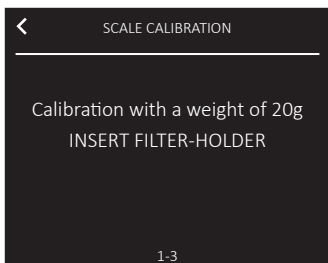 SCALE CALIBRATION
Calibration with a weight of 20g
INSERT FILTER-HOLDER
1-3